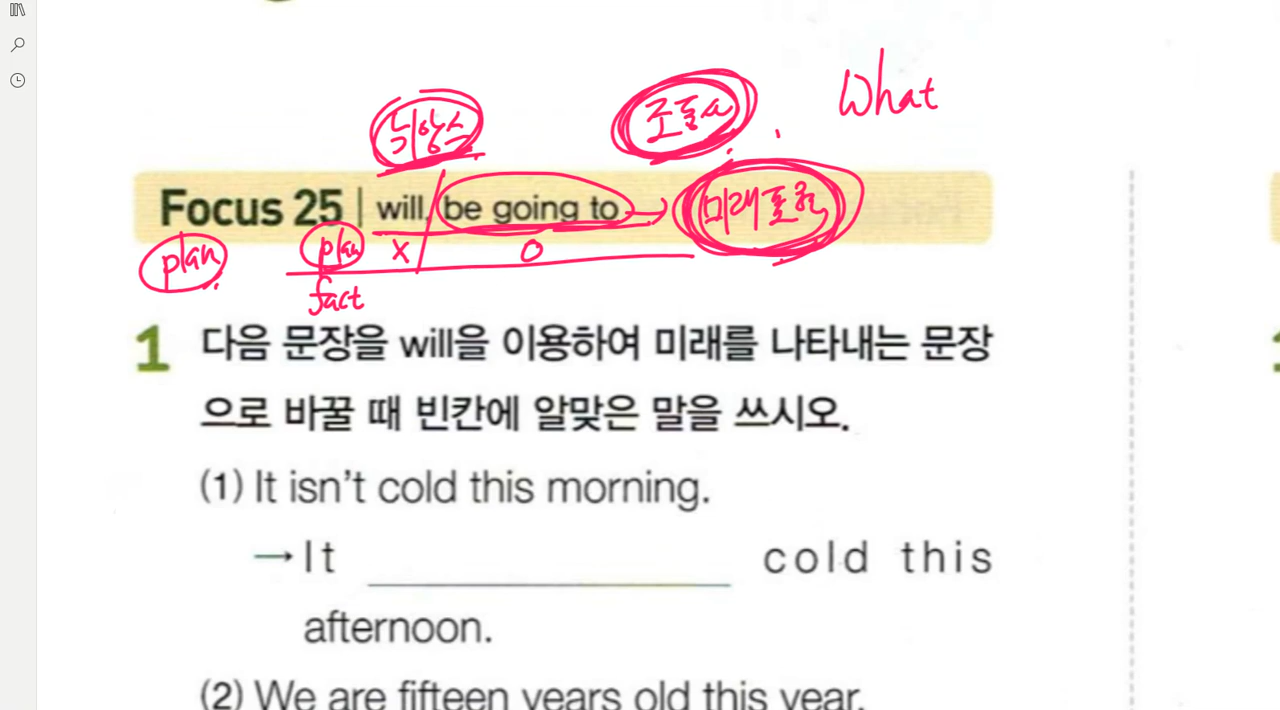 What
뉘앙스
조동사
Focus 25 | will, be going to → 미래표현
plan
plan X O
fact
1 다음 문장을 will을 이용하여 미래를 나타내는 문장
으로 바꿀 때 빈칸에 알맞은 말을 쓰시오.
(1) It isn't cold this morning.
→ It ____________ cold this
afternoon.
(2) We are fifteen years old this year.